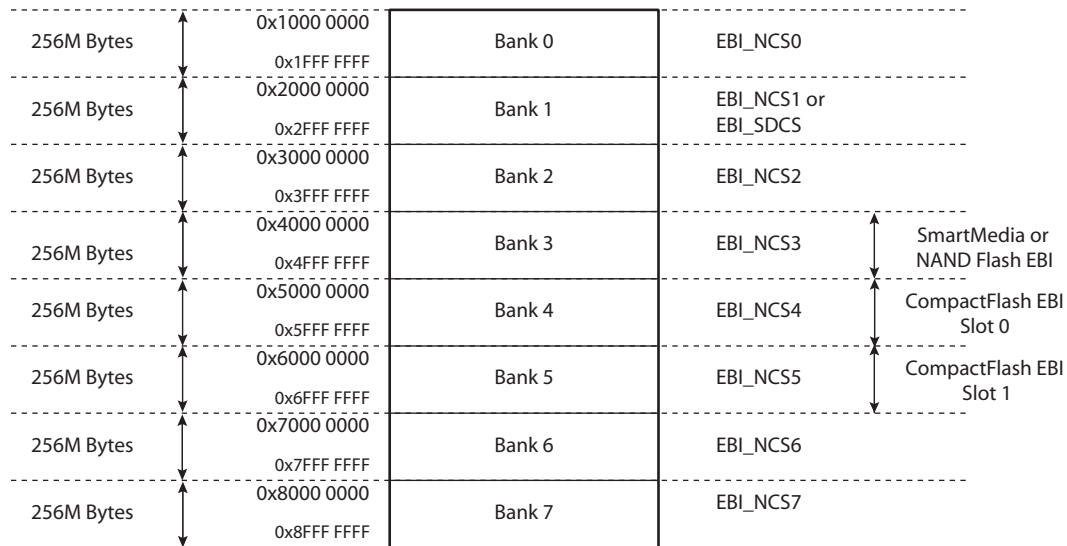 0x1000 0000
256M Bytes
Bank 0
EBI_NCS0
0x1FFF FFFF
0x2000 0000
256M Bytes
Bank 1
EBI_NCS1 or
EBI_SDCS
0x2FFF FFFF
0x3000 0000
256M Bytes
Bank 2
EBI_NCS2
0x3FFF FFFF
0x4000 0000
256M Bytes
Bank 3
EBI_NCS3
SmartMedia or
NAND Flash EBI
0x4FFF FFFF
0x5000 0000
256M Bytes
Bank 4
EBI_NCS4
CompactFlash EBI
Slot 0
0x5FFF FFFF
0x6000 0000
256M Bytes
Bank 5
EBI_NCS5
CompactFlash EBI
Slot 1
0x6FFF FFFF
0x7000 0000
256M Bytes
Bank 6
EBI_NCS6
0x7FFF FFFF
0x8000 0000
256M Bytes
Bank 7
EBI_NCS7
0x8FFF FFFF